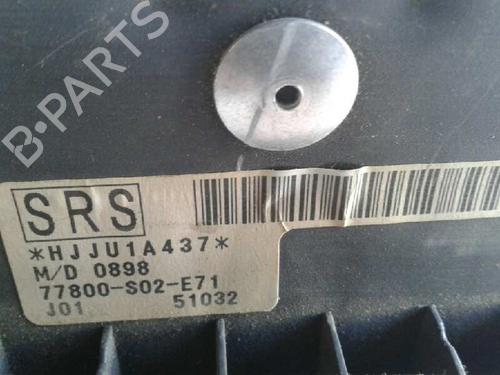 B-PARTS
SRS
*HJJU1A437*
M/D 0898
77800-S02-E71
J01 51032